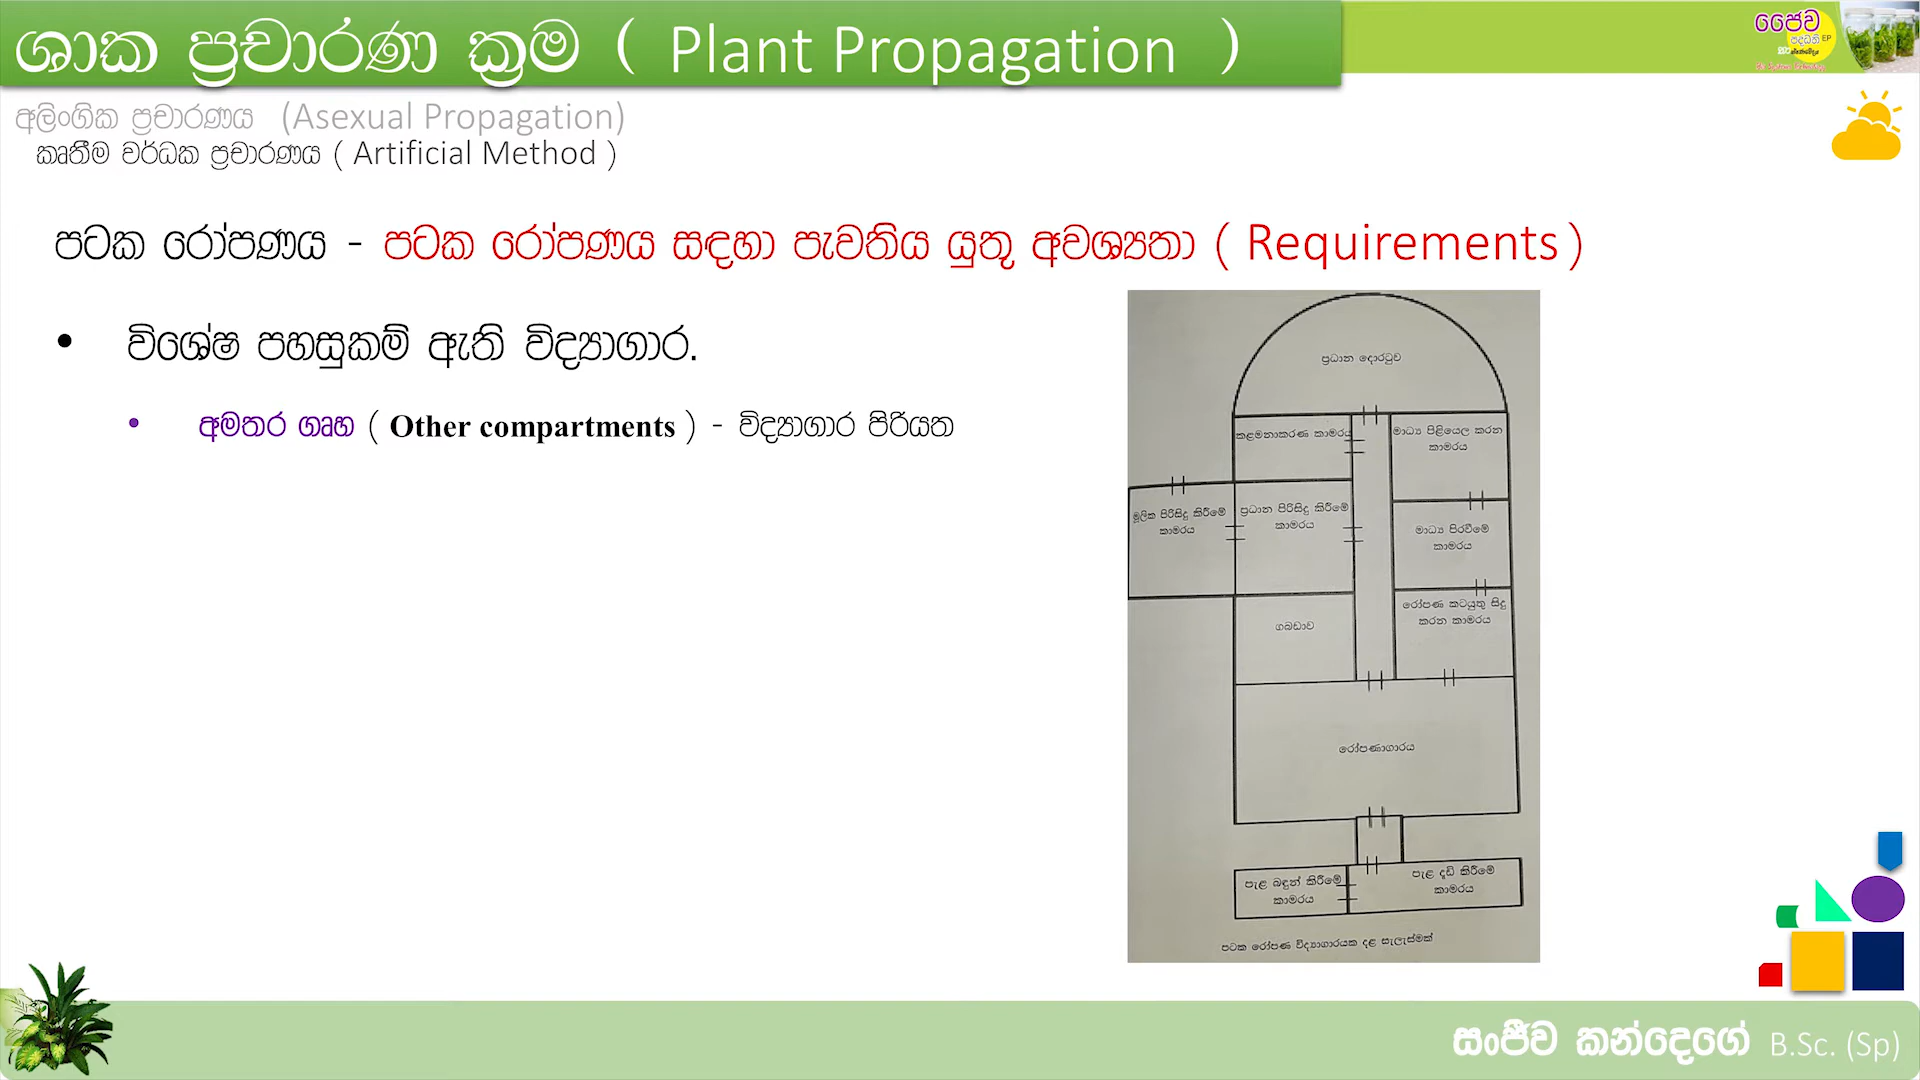 ශාක ප්‍රචාරණ ක්‍රම ( Plant Propagation )
ජෛව
පද්ධති
EP
අලිංගික ප්‍රචාරණය (Asexual Propagation)
කෘතීම වර්ධක ප්‍රචාරණය ( Artificial Method )
පටක රෝපණය - පටක රෝපණය සඳහා පැවතිය යුතු අවශ්‍යතා ( Requirements )
• විශේෂ පහසුකම් ඇති විද්‍යාගාර.
• අමතර ගෘහ ( Other compartments ) - විද්‍යාගාර පිරියත
ප්‍රධාන දොරටුව
කළමනාකරණ කාමරය
මාධ්‍ය පිළියෙල කරන
කාමරය
මූලික පිරිසිදු කිරීමේ
කාමරය
ප්‍රධාන පිරිසිදු කිරීමේ
කාමරය
මාධ්‍ය පිරවීමේ
කාමරය
ගබඩාව
රෝපණ කටයුතු සිදු
කරන කාමරය
රෝපණාගාරය
පැළ බඳුන් කිරීමේ
කාමරය
පැළ දැඩි කිරීමේ
කාමරය
පටක රෝපණ විද්‍යාගාරයක දළ සැලැස්මක්
සංජීව කන්දෙගේ B.Sc. (Sp)